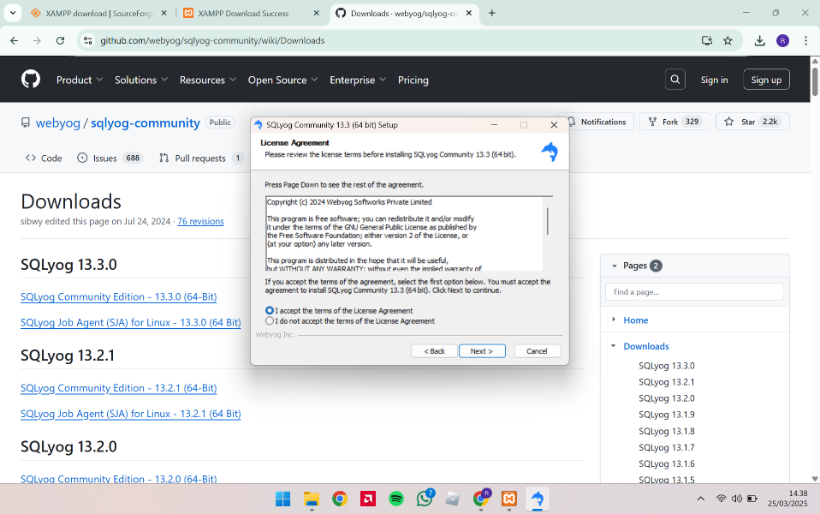 XAMPP download | SourceForg
XAMPP Download Success
Downloads · webyog/sqlyog-co
github.com/webyog/sqlyog-community/wiki/Downloads
R
Product
Solutions
Resources
Open Source
Enterprise
Pricing
Sign in
Sign up
webyog / sqlyog-community
Public
Notifications
Fork 329
Star 2.2k
Code
Issues 688
Pull requests 1
Downloads
sibwy edited this page on Jul 24, 2024 · 76 revisions
SQLyog 13.3.0
SQLyog Community Edition - 13.3.0 (64-Bit)
SQLyog Job Agent (SJA) for Linux - 13.3.0 (64 Bit)
SQLyog 13.2.1
SQLyog Community Edition - 13.2.1 (64-Bit)
SQLyog Job Agent (SJA) for Linux - 13.2.1 (64 Bit)
SQLyog 13.2.0
SQLyog Community Edition - 13.2.0 (64-Bit)
SQLyog Community 13.3 (64 bit) Setup
License Agreement
Please review the license terms before installing SQLyog Community 13.3 (64 bit).
Press Page Down to see the rest of the agreement.
Copyright (c) 2024 Webyog Softworks Private Limited
This program is free software; you can redistribute it and/or modify
it under the terms of the GNU General Public License as published by
the Free Software Foundation; either version 2 of the License, or
(at your option) any later version.
This program is distributed in the hope that it will be useful,
but WITHOUT ANY WARRANTY; without even the implied warranty of
If you accept the terms of the agreement, select the first option below. You must accept the
agreement to install SQLyog Community 13.3 (64 bit). Click Next to continue.
I accept the terms of the License Agreement
I do not accept the terms of the License Agreement
Webyog Inc.
< Back
Next >
Cancel
Pages 2
Find a page...
Home
Downloads
SQLyog 13.3.0
SQLyog 13.2.1
SQLyog 13.2.0
SQLyog 13.1.9
SQLyog 13.1.8
SQLyog 13.1.7
SQLyog 13.1.6
SQLyog 13.1.5
14.38
25/03/2025